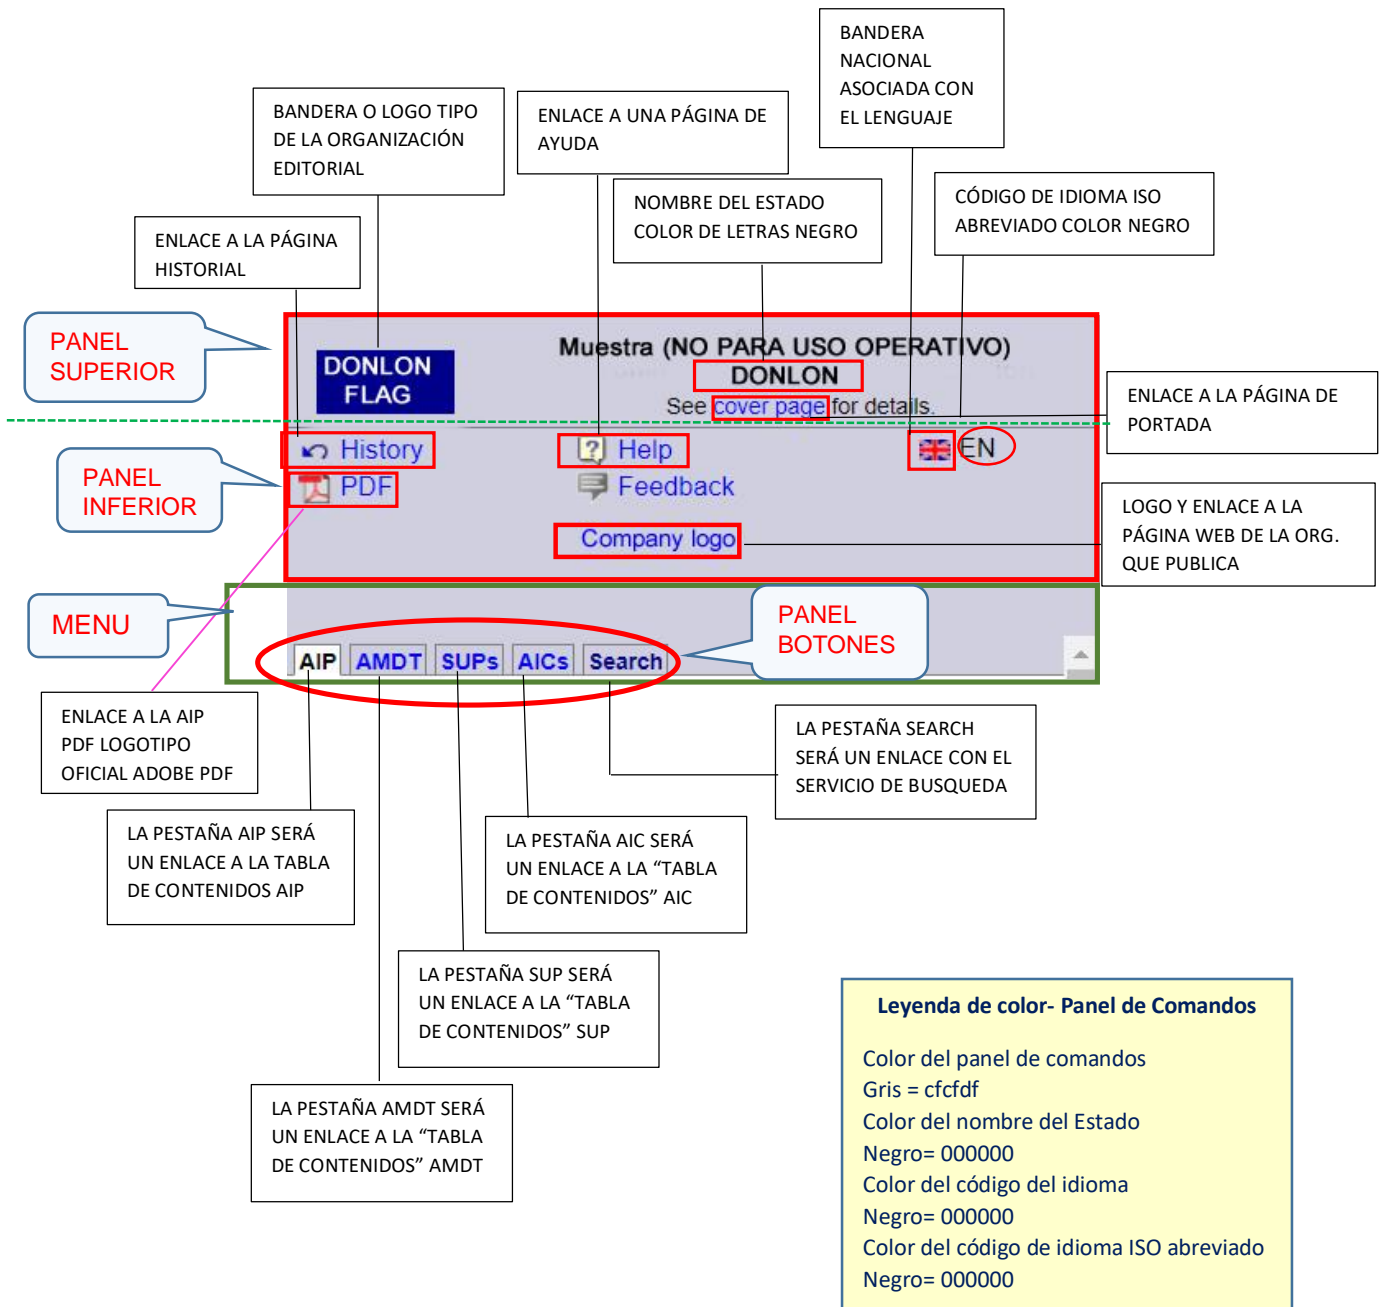 BANDERA
NACIONAL
ASOCIADA CON
EL LENGUAJE
BANDERA O LOGO TIPO
DE LA ORGANIZACIÓN
EDITORIAL
ENLACE A UNA PÁGINA DE
AYUDA
NOMBRE DEL ESTADO
COLOR DE LETRAS NEGRO
CÓDIGO DE IDIOMA ISO
ABREVIADO COLOR NEGRO
ENLACE A LA PÁGINA
HISTORIAL
PANEL
SUPERIOR
DONLON
FLAG
Muestra (NO PARA USO OPERATIVO)
DONLON
See cover page for details.
ENLACE A LA PÁGINA DE
PORTADA
History
Help
EN
PANEL
INFERIOR
PDF
Feedback
Company logo
LOGO Y ENLACE A LA
PÁGINA WEB DE LA ORG.
QUE PUBLICA
MENU
PANEL
BOTONES
AIP
AMDT
SUPs
AICs
Search
ENLACE A LA AIP
PDF LOGOTIPO
OFICIAL ADOBE PDF
LA PESTAÑA SEARCH
SERÁ UN ENLACE CON EL
SERVICIO DE BUSQUEDA
LA PESTAÑA AIP SERÁ
UN ENLACE A LA TABLA
DE CONTENIDOS AIP
LA PESTAÑA AIC SERÁ
UN ENLACE A LA “TABLA
DE CONTENIDOS” AIC
LA PESTAÑA SUP SERÁ
UN ENLACE A LA “TABLA
DE CONTENIDOS” SUP
LA PESTAÑA AMDT SERÁ
UN ENLACE A LA “TABLA
DE CONTENIDOS” AMDT
Leyenda de color- Panel de Comandos
Color del panel de comandos
Gris = cfcfdf
Color del nombre del Estado
Negro= 000000
Color del código del idioma
Negro= 000000
Color del código de idioma ISO abreviado
Negro= 000000